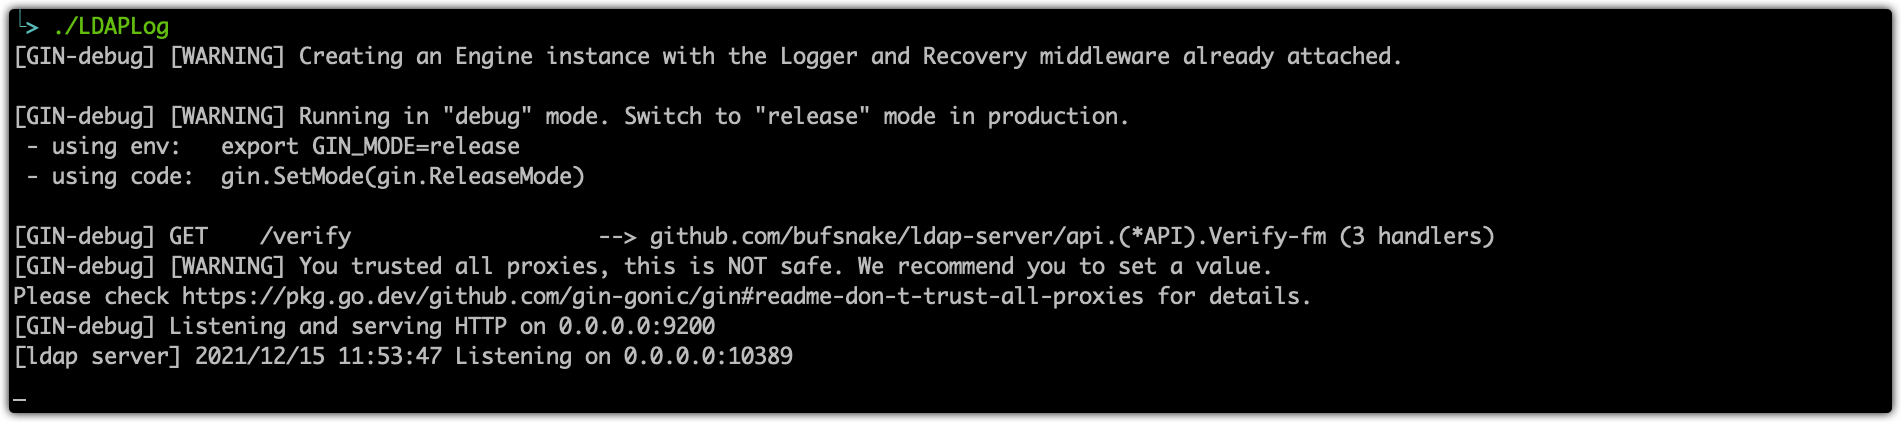 └> ./LDAPLog
[GIN-debug] [WARNING] Creating an Engine instance with the Logger and Recovery middleware already attached.
[GIN-debug] [WARNING] Running in "debug" mode. Switch to "release" mode in production.
 - using env:   export GIN_MODE=release
 - using code:  gin.SetMode(gin.ReleaseMode)
[GIN-debug] GET    /verify                   --> github.com/bufsnake/ldap-server/api.(*API).Verify-fm (3 handlers)
[GIN-debug] [WARNING] You trusted all proxies, this is NOT safe. We recommend you to set a value.
Please check https://pkg.go.dev/github.com/gin-gonic/gin#readme-don-t-trust-all-proxies for details.
[GIN-debug] Listening and serving HTTP on 0.0.0.0:9200
[ldap server] 2021/12/15 11:53:47 Listening on 0.0.0.0:10389